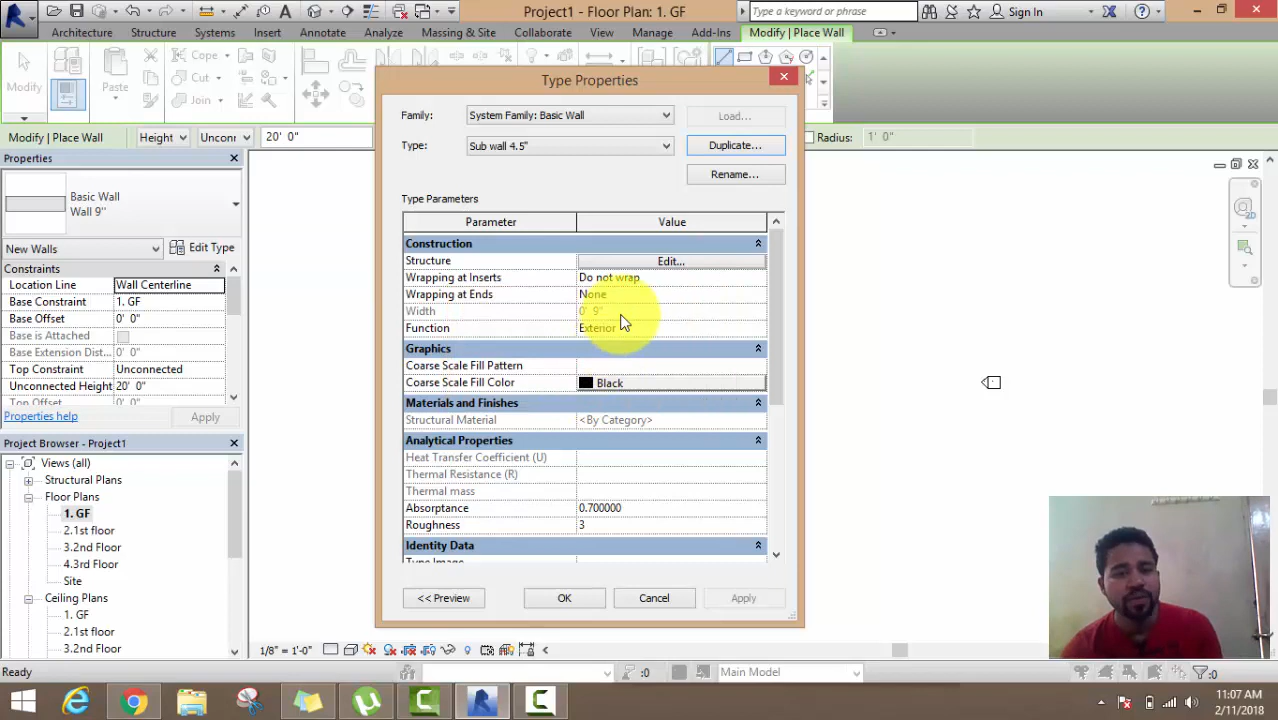 Project1 - Floor Plan: 1. GF
Type a keyword or phrase
Sign In
Architecture Structure Systems Insert Annotate Analyze Massing & Site Collaborate View Manage Add-Ins Modify | Place Wall
Modify
Paste
Cope
Cut
Join
Modify | Place Wall
Height
Uncon
20' 0"
Radius:
1' 0"
Properties
Basic Wall
Wall 9"
New Walls
Edit Type
Constraints
Location Line Wall Centerline
Base Constraint 1. GF
Base Offset 0' 0"
Base is Attached
Base Extension Dist...
Top Constraint Unconnected
Unconnected Height 20' 0"
Top Offset 0' 0"
Properties help
Apply
Project Browser - Project1
Views (all)
Structural Plans
Floor Plans
1. GF
2.1st floor
3.2nd Floor
4.3rd Floor
Site
Ceiling Plans
1. GF
2.1st floor
3.2nd Floor
Type Properties
Family: System Family: Basic Wall
Load...
Type: Sub wall 4.5"
Duplicate...
Rename...
Type Parameters
Parameter Value
Construction
Structure Edit...
Wrapping at Inserts Do not wrap
Wrapping at Ends None
Width 0' 9"
Function Exterior
Graphics
Coarse Scale Fill Pattern
Coarse Scale Fill Color Black
Materials and Finishes
Structural Material <By Category>
Analytical Properties
Heat Transfer Coefficient (U)
Thermal Resistance (R)
Thermal mass
Absorptance 0.700000
Roughness 3
Identity Data
Type Image
<< Preview
OK
Cancel
Apply
2D
1/8" = 1'-0"
Ready
:0
Main Model
:0
11:07 AM
2/11/2018